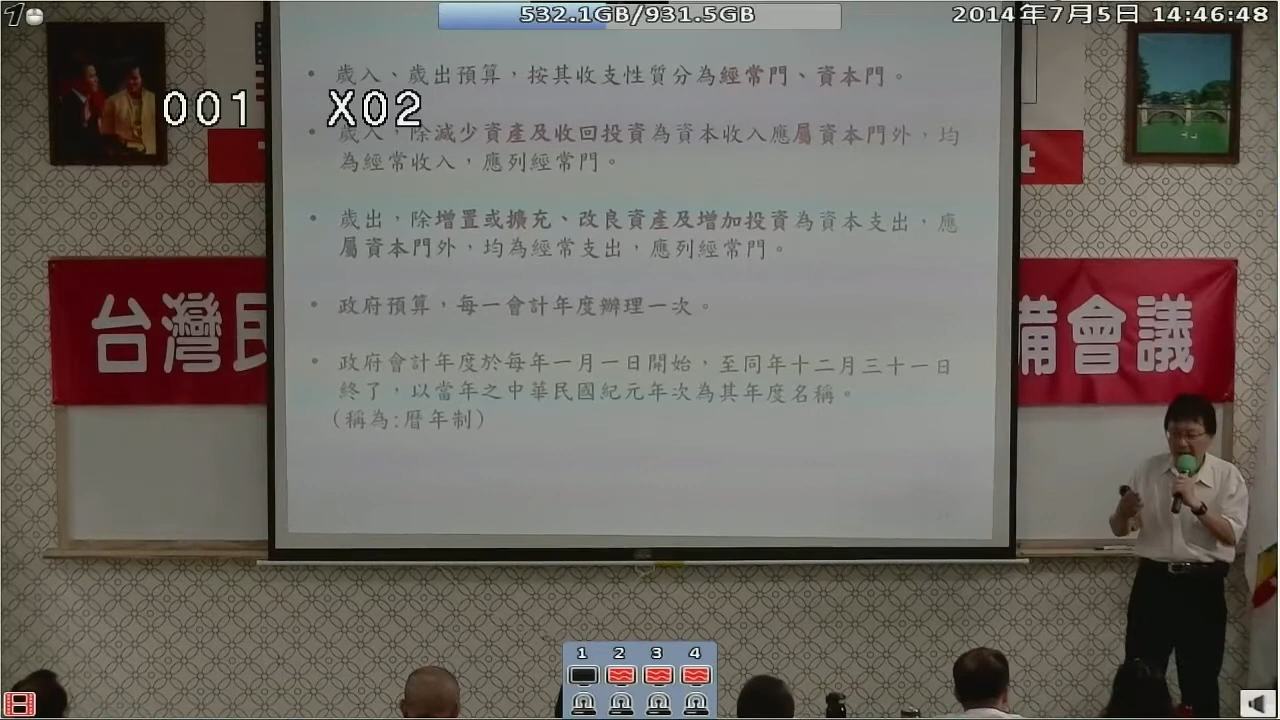 532.1GB/931.5GB
2014年7月5日 14:46:48
001 X02
• 歲入、歲出預算，按其收支性質分為經常門、資本門。
• 歲入，除減少資產及收回投資為資本收入應屬資本門外，均
為經常收入，應列經常門。
• 歲出，除增置或擴充、改良資產及增加投資為資本支出，應
屬資本門外，均為經常支出，應列經常門。
• 政府預算，每一會計年度辦理一次。
• 政府會計年度於每年一月一日開始，至同年十二月三十一日
終了，以當年之中華民國紀元年次為其年度名稱。
(稱為:曆年制)
t
台灣民
備會議
1 2 3 4